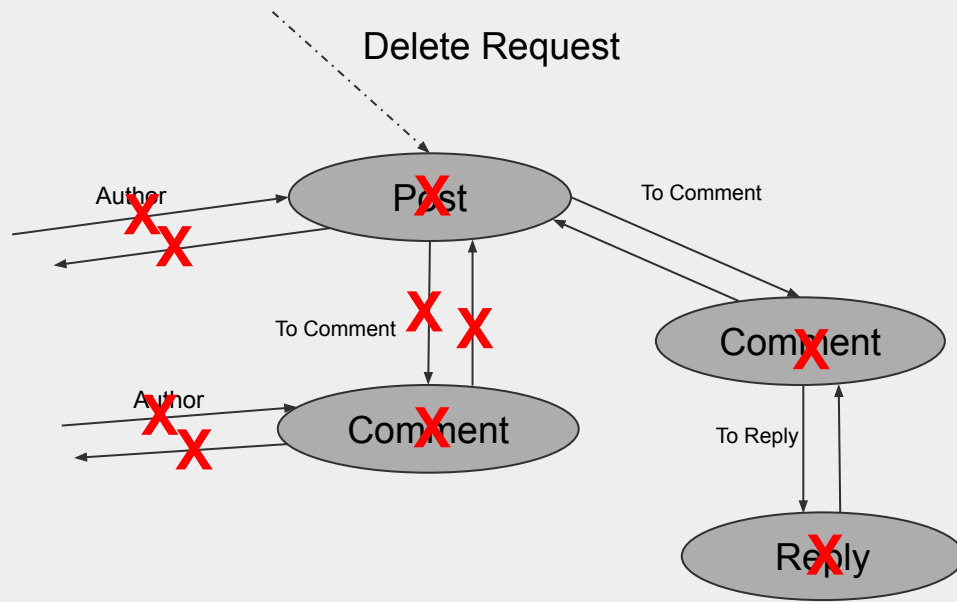 Delete Request
Author
Post
To Comment
To Comment
Comment
Author
Comment
To Reply
Reply
X
X
X
X
X
X
X
X
X
X